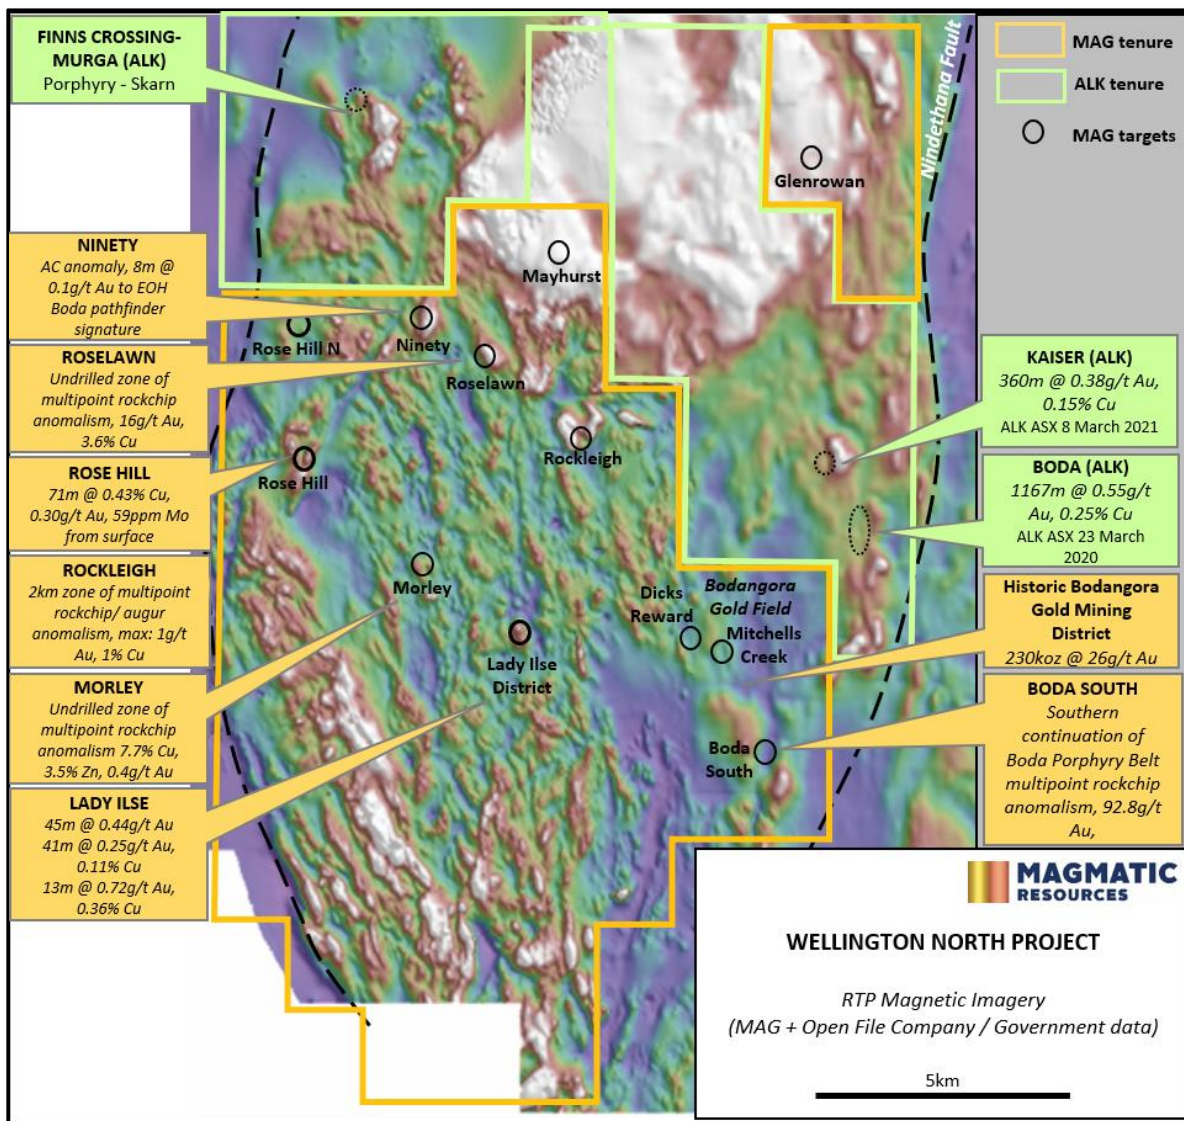 FINNS CROSSING-
MURGA (ALK)
Porphyry - Skarn
NINETY
AC anomaly, 8m @
0.1g/t Au to EOH
Boda pathfinder
signature
ROSELAWN
Undrilled zone of
multipoint rockchip
anomalism, 16g/t Au,
3.6% Cu
ROSE HILL
71m @ 0.43% Cu,
0.30g/t Au, 59ppm Mo
from surface
ROCKLEIGH
2km zone of multipoint
rockchip/ augur
anomalism, max: 1g/t
Au, 1% Cu
MORLEY
Undrilled zone of
multipoint rockchip
anomalism 7.7% Cu,
3.5% Zn, 0.4g/t Au
LADY ILSE
45m @ 0.44g/t Au
41m @ 0.25g/t Au,
0.11% Cu
13m @ 0.72g/t Au,
0.36% Cu
Glenrowan
Nindethana Fault
Mayhurst
Rose Hill N
Ninety
Roselawn
Rockleigh
Rose Hill
Morley
Dicks
Reward
Bodangora
Gold Field
Mitchells
Creek
Lady Ilse
District
Boda
South
MAG tenure
ALK tenure
MAG targets
KAISER (ALK)
360m @ 0.38g/t Au,
0.15% Cu
ALK ASX 8 March 2021
BODA (ALK)
1167m @ 0.55g/t
Au, 0.25% Cu
ALK ASX 23 March
2020
Historic Bodangora
Gold Mining
District
230koz @ 26g/t Au
BODA SOUTH
Southern
continuation of
Boda Porphyry Belt
multipoint rockchip
anomalism, 92.8g/t
Au,
MAGMATIC
RESOURCES
WELLINGTON NORTH PROJECT
RTP Magnetic Imagery
(MAG + Open File Company / Government data)
5km